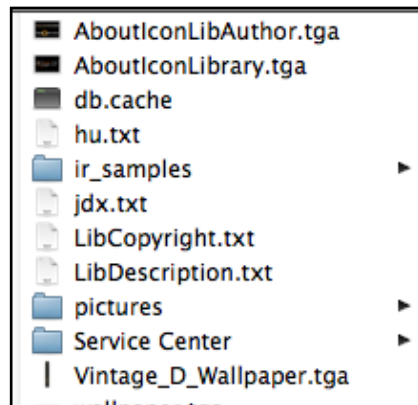 AboutIconLibAuthor.tga
AboutIconLibrary.tga
db.cache
hu.txt
ir_samples
jdx.txt
LibCopyright.txt
LibDescription.txt
pictures
Service Center
Vintage_D_Wallpaper.tga